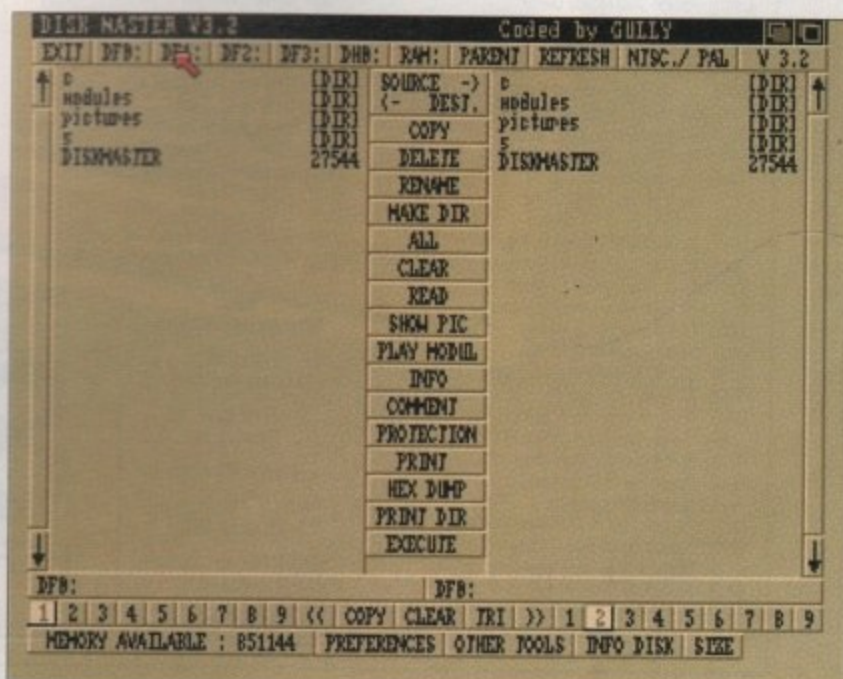 DISK MASTER V3.2 Coded by GULLY
EXIT DF0: DF1: DF2: DF3: DH0: RAM: PARENT REFRESH NTSC./ PAL V 3.2
c [DIR]
modules [DIR]
pictures [DIR]
s [DIR]
DISKMASTER 27544
SOURCE ->
<- DEST.
COPY
DELETE
RENAME
MAKE DIR
ALL
CLEAR
READ
SHOW PIC
PLAY MODUL
INFO
COMMENT
PROTECTION
PRINT
HEX DUMP
PRINT DIR
EXECUTE
c [DIR]
modules [DIR]
pictures [DIR]
s [DIR]
DISKMASTER 27544
DF0: DF0:
1 2 3 4 5 6 7 8 9 << COPY CLEAR TRI >> 1 2 3 4 5 6 7 8 9
MEMORY AVAILABLE : 851144 PREFERENCES OTHER TOOLS INFO DISK SIZE